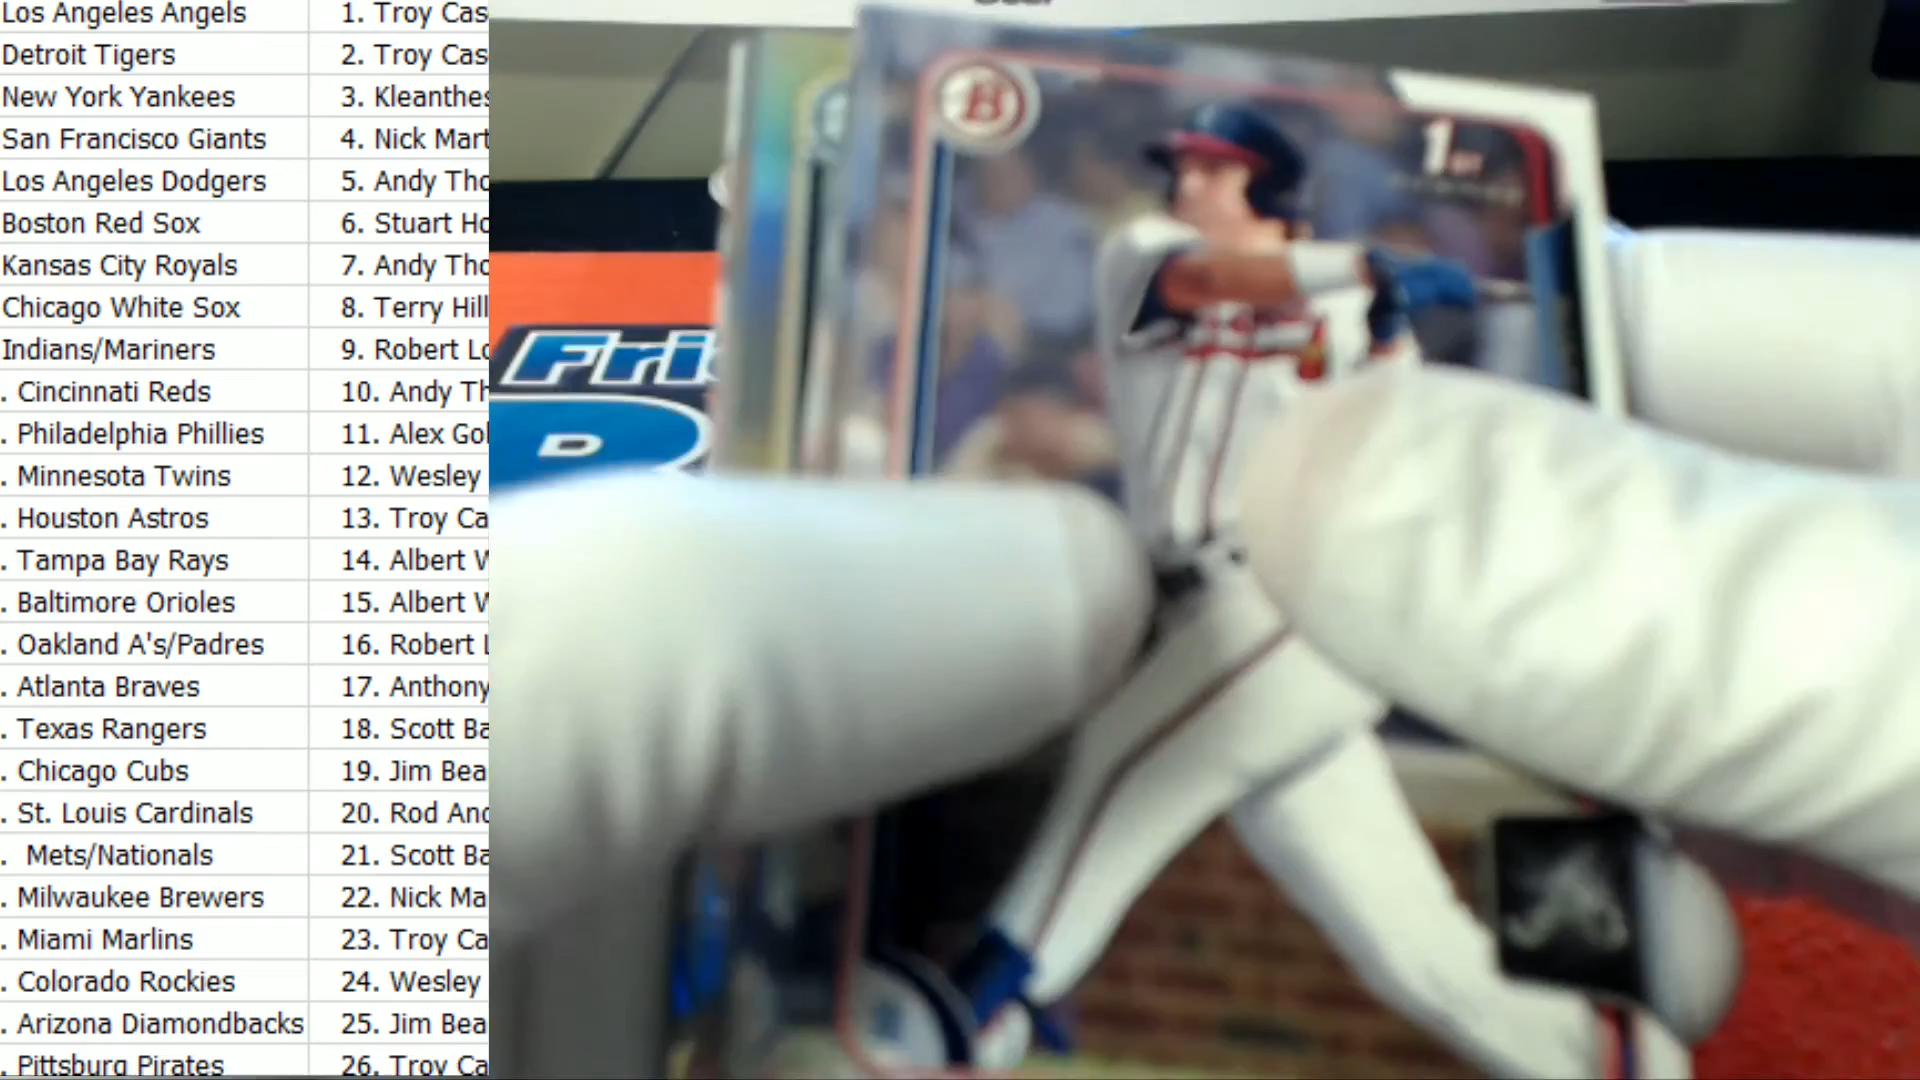 Los Angeles Angels 1. Troy Cas
Detroit Tigers 2. Troy Cas
New York Yankees 3. Kleanthes
San Francisco Giants 4. Nick Mart
Los Angeles Dodgers 5. Andy Tho
Boston Red Sox 6. Stuart Ho
Kansas City Royals 7. Andy Tho
Chicago White Sox 8. Terry Hill
Indians/Mariners 9. Robert Lo
. Cincinnati Reds 10. Andy Th
. Philadelphia Phillies 11. Alex Gol
. Minnesota Twins 12. Wesley
. Houston Astros 13. Troy Ca
. Tampa Bay Rays 14. Albert W
. Baltimore Orioles 15. Albert W
. Oakland A's/Padres 16. Robert L
. Atlanta Braves 17. Anthony
. Texas Rangers 18. Scott Ba
. Chicago Cubs 19. Jim Bea
. St. Louis Cardinals 20. Rod And
. Mets/Nationals 21. Scott Ba
. Milwaukee Brewers 22. Nick Ma
. Miami Marlins 23. Troy Ca
. Colorado Rockies 24. Wesley
. Arizona Diamondbacks 25. Jim Bea
. Pittsburg Pirates 26. Troy Ca
B
1st
Fris
D